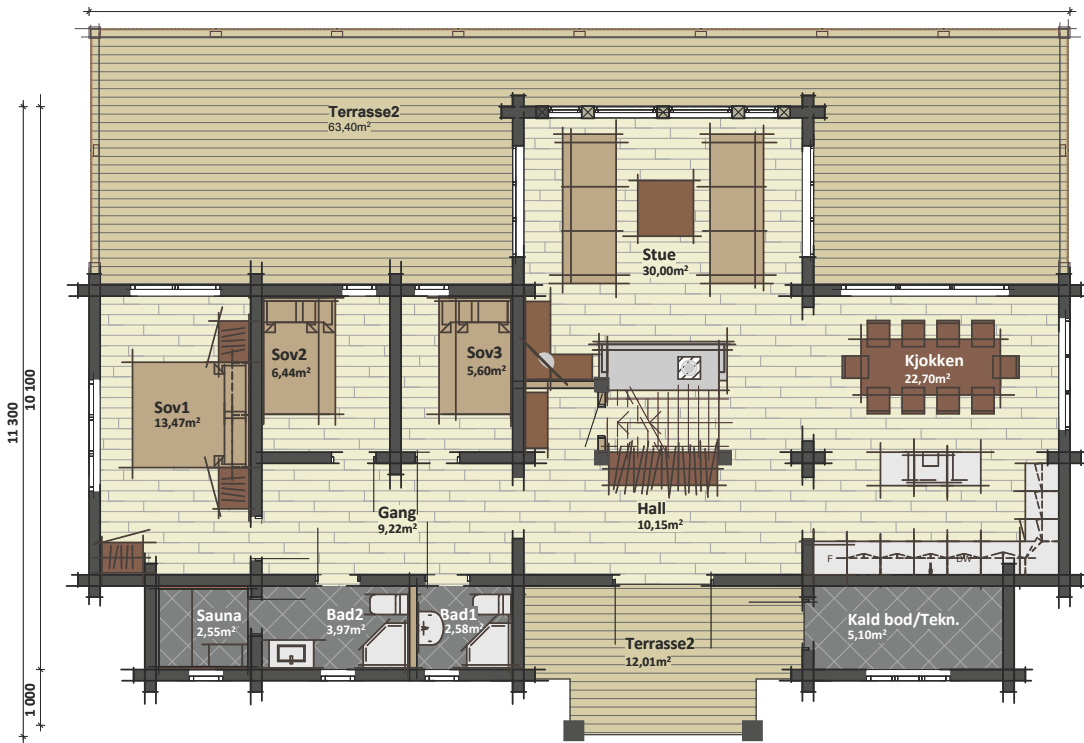 Terrasse2
63,40m²
Stue
30,00m²
Sov1
13,47m²
Sov2
6,44m²
Sov3
5,60m²
Kjokken
22,70m²
Gang
9,22m²
Hall
10,15m²
F
DW
Sauna
2,55m²
Bad2
3,97m²
Bad1
2,58m²
Terrasse2
12,01m²
Kald bod/Tekn.
5,10m²
11 300
10 100
1 000